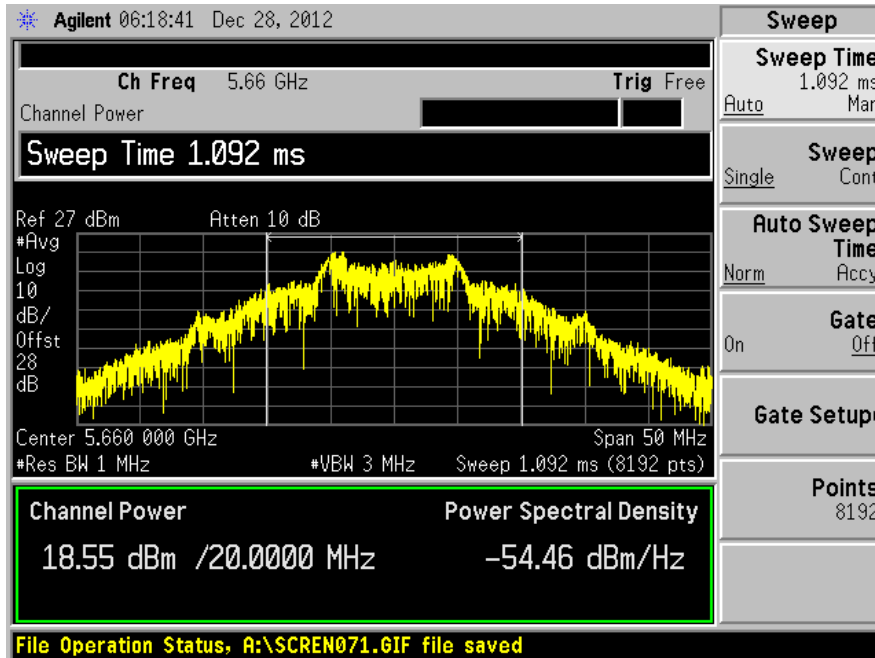 Agilent 06:18:41 Dec 28, 2012
Ch Freq 5.66 GHz Trig Free
Channel Power
Sweep Time 1.092 ms
Ref 27 dBm Atten 10 dB
#Avg
Log
10
dB/
Offst
28
dB
Center 5.660 000 GHz Span 50 MHz
#Res BW 1 MHz #VBW 3 MHz Sweep 1.092 ms (8192 pts)
Channel Power Power Spectral Density
18.55 dBm /20.0000 MHz -54.46 dBm/Hz
File Operation Status, A:\SCREN071.GIF file saved
Sweep
Sweep Time
1.092 ms
Auto Man
Sweep
Single Cont
Auto Sweep
Time
Norm Accy
Gate
On Off
Gate Setup
Points
8192